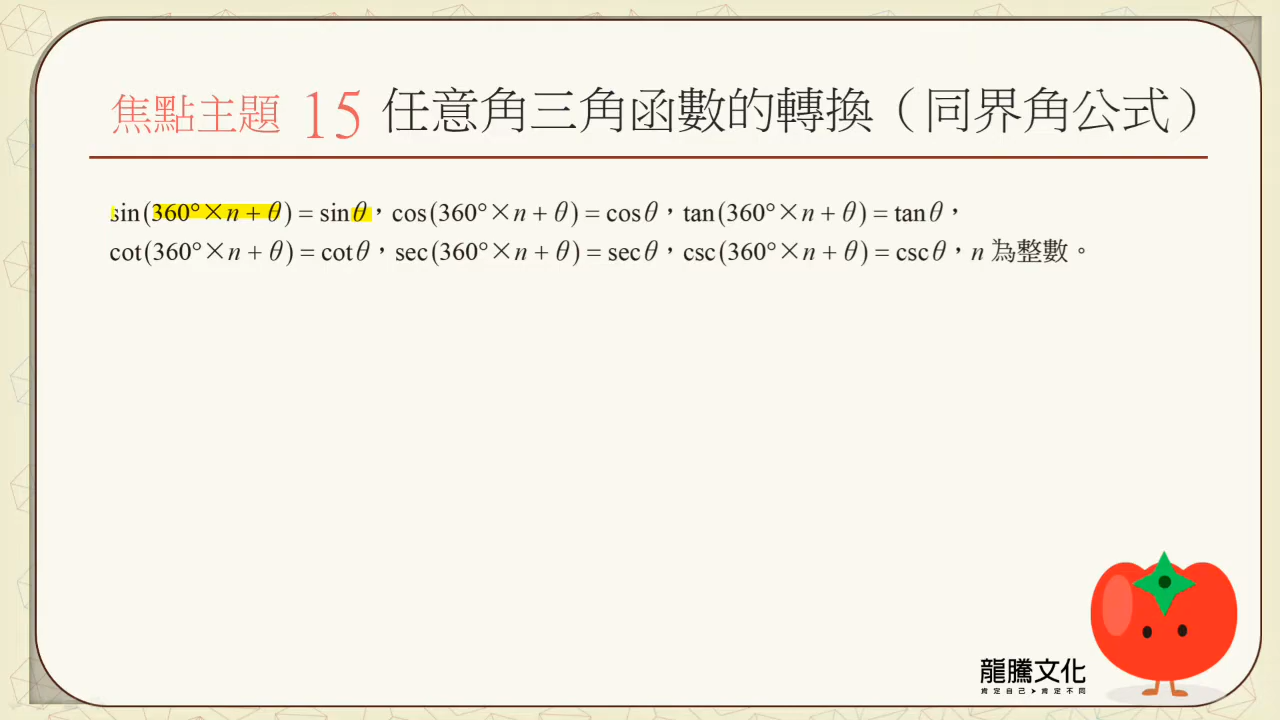 焦點主題 15 任意角三角函數的轉換（同界角公式）
sin(360°×n+θ)=sinθ，cos(360°×n+θ)=cosθ，tan(360°×n+θ)=tanθ，
cot(360°×n+θ)=cotθ，sec(360°×n+θ)=secθ，csc(360°×n+θ)=cscθ，n 為整數。
龍騰文化
肯定自己➤肯定不同